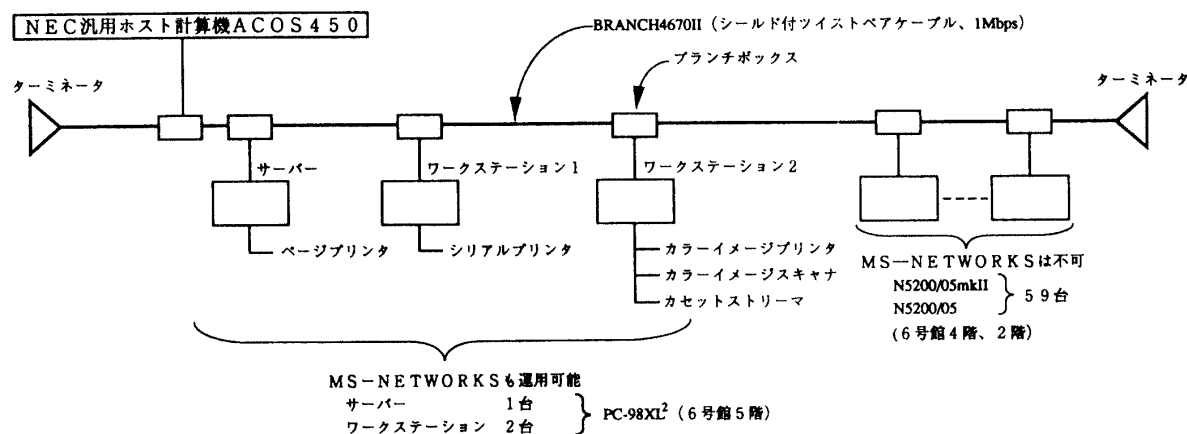 NEC汎用ホスト計算機ACOS450
BRANCH4670II（シールド付ツイストペアケーブル、1Mbps）
ブランチボックス
ターミネータ
ターミネータ
サーバー
ワークステーション1
ワークステーション2
ページプリンタ
シリアルプリンタ
カラーイメージプリンタ
カラーイメージスキャナ
カセットストリーマ
MS－NETWORKSは不可
N5200/05mkII
N5200/05
59台
(6号館4階、2階)
MS－NETWORKSも運用可能
サーバー 1台
ワークステーション 2台
PC-98XL² (6号館5階)